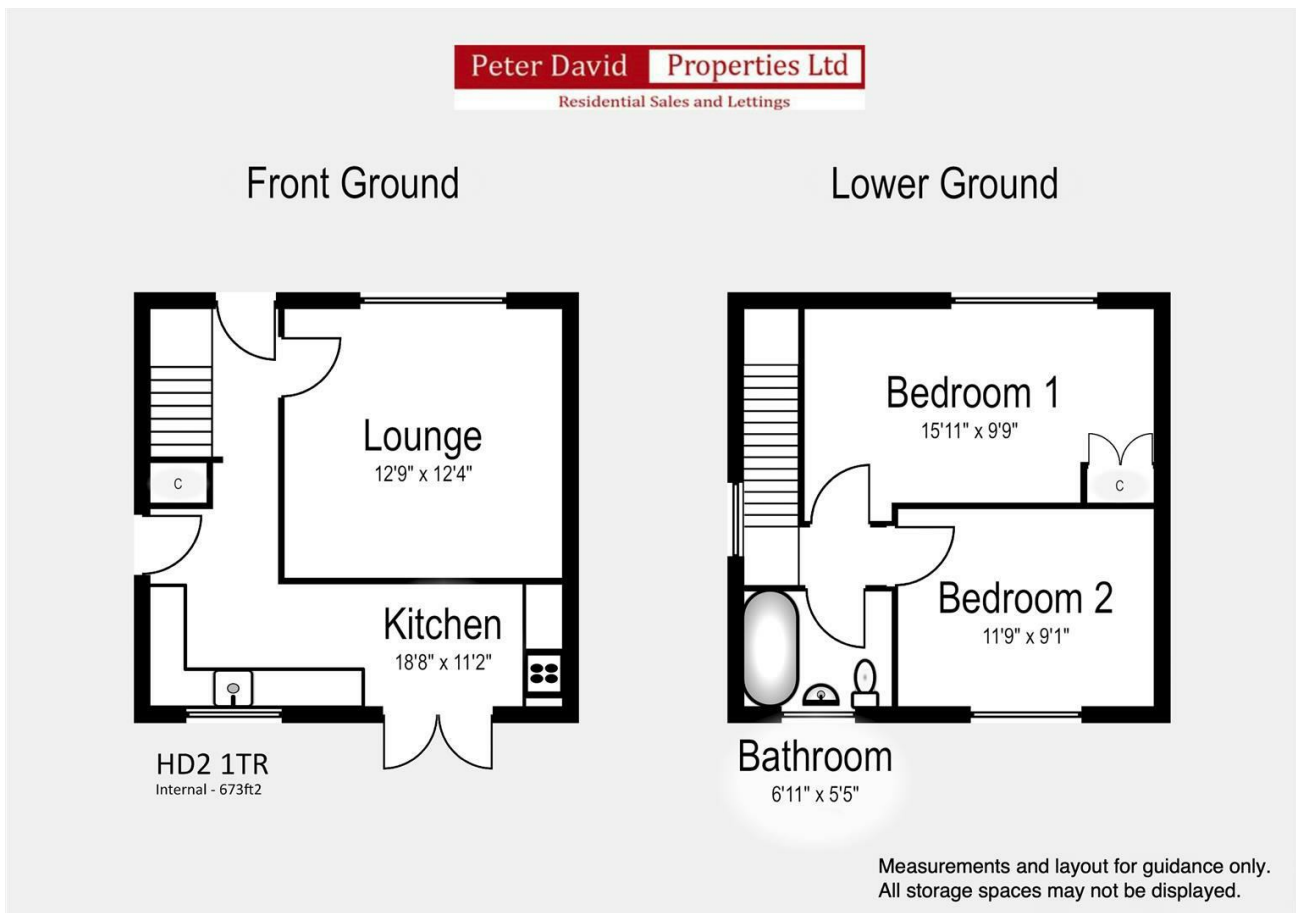 Peter David Properties Ltd
Residential Sales and Lettings
Front Ground
Lower Ground
Lounge
12'9" x 12'4"
C
Kitchen
18'8" x 11'2"
HD2 1TR
Internal - 673ft2
Bedroom 1
15'11" x 9'9"
C
Bedroom 2
11'9" x 9'1"
Bathroom
6'11" x 5'5"
Measurements and layout for guidance only.
All storage spaces may not be displayed.